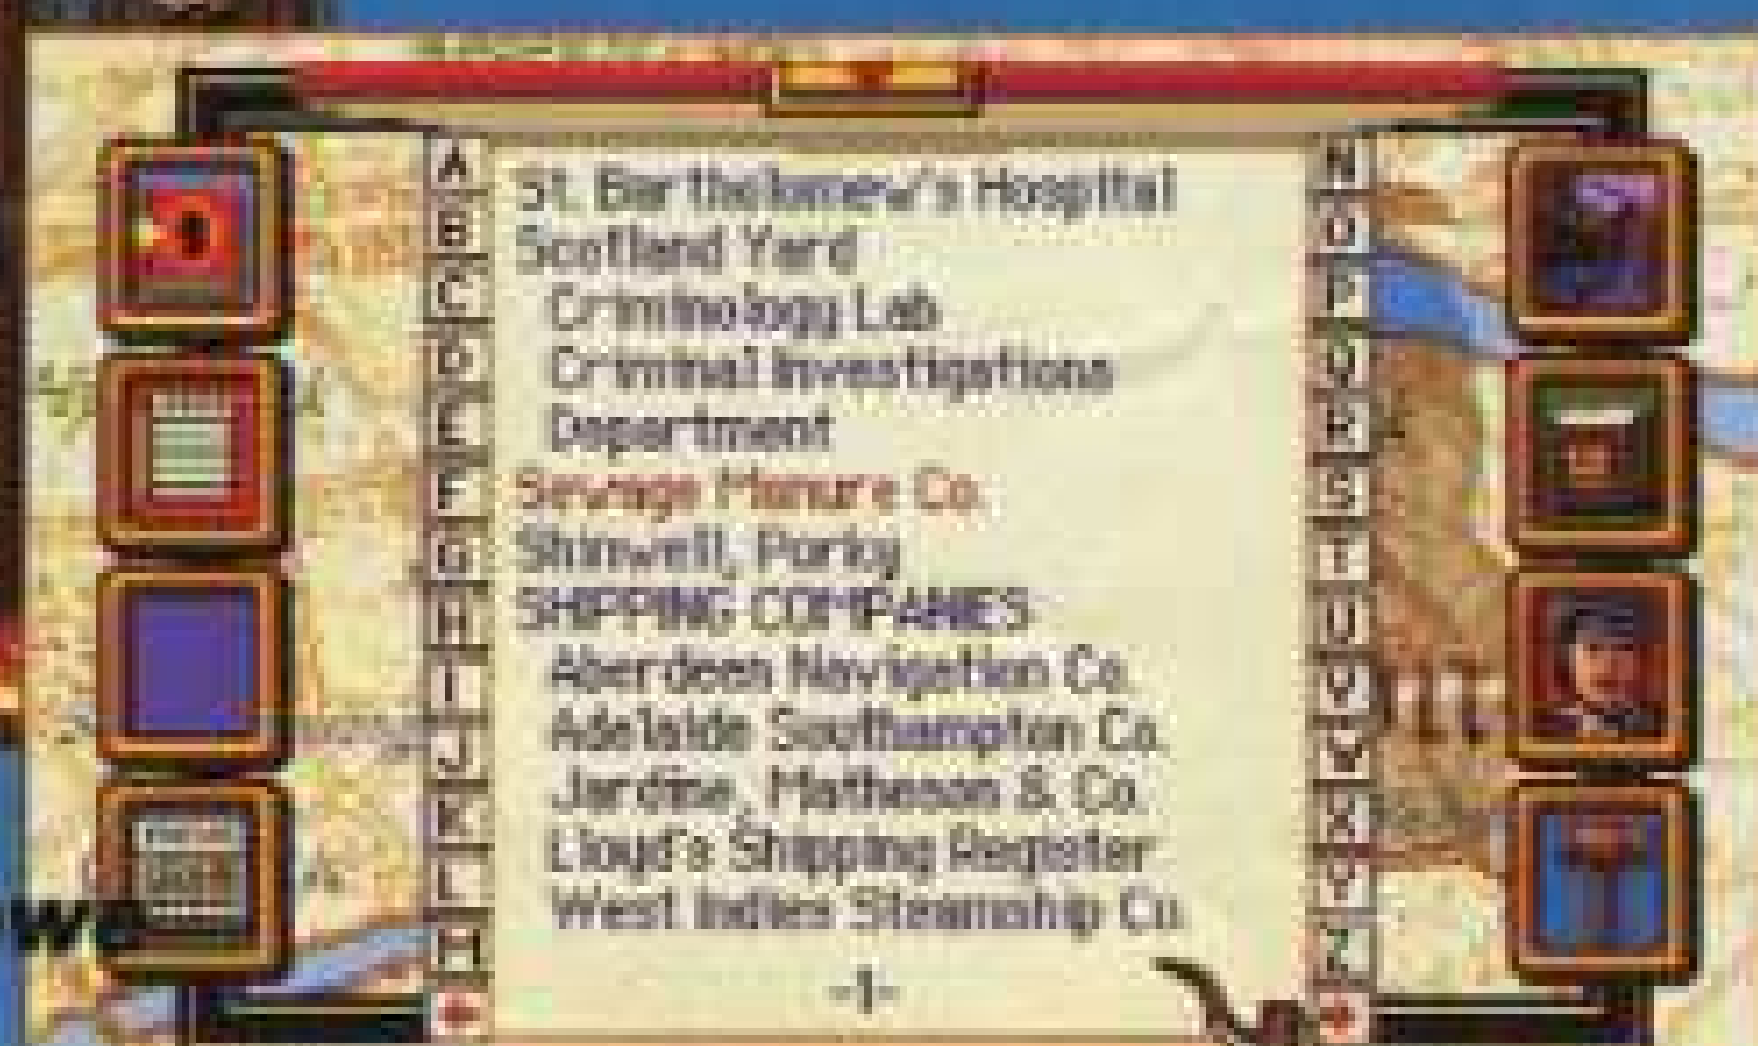 St. Bartholomew's Hospital
Scotland Yard
Criminology Lab
Criminal Investigations
Department
Sewage Manure Co.
Shinwell, Porky
SHIPPING COMPANIES
Aberdeen Navigation Co.
Adelaide Southampton Co.
Jardine, Matheson & Co.
Lloyd's Shipping Register
West Indies Steamship Co.
-1-
A
B
C
D
E
F
G
H
I
J
K
L
M
N
O
P
Q
R
S
T
U
V
W
X
Y
Z